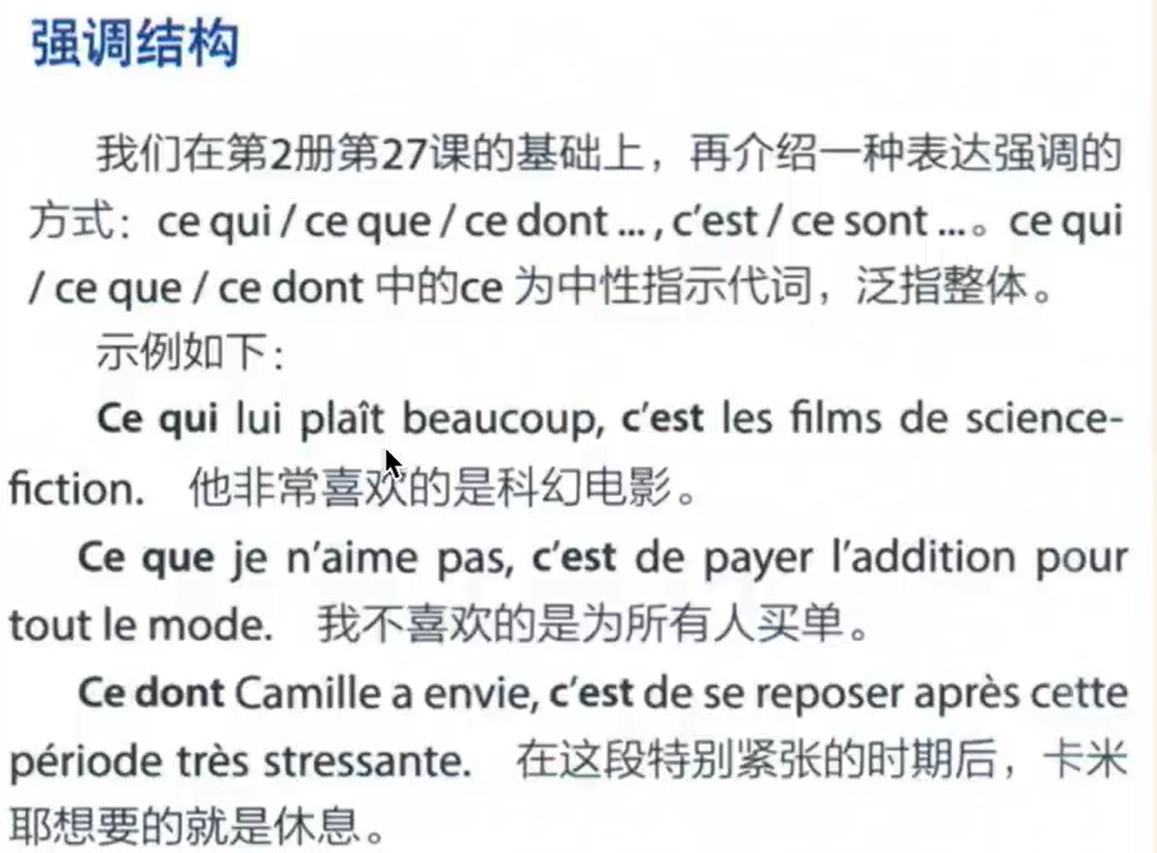 强调结构
我们在第2册第27课的基础上，再介绍一种表达强调的
方式：ce qui / ce que / ce dont ... , c'est / ce sont ...。ce qui
/ ce que / ce dont 中的ce 为中性指示代词，泛指整体。
示例如下：
Ce qui lui plaît beaucoup, c'est les films de science-
fiction. 他非常喜欢的是科幻电影。
Ce que je n'aime pas, c'est de payer l'addition pour
tout le mode. 我不喜欢的是为所有人买单。
Ce dont Camille a envie, c'est de se reposer après cette
période très stressante. 在这段特别紧张的时期后，卡米
耶想要的就是休息。